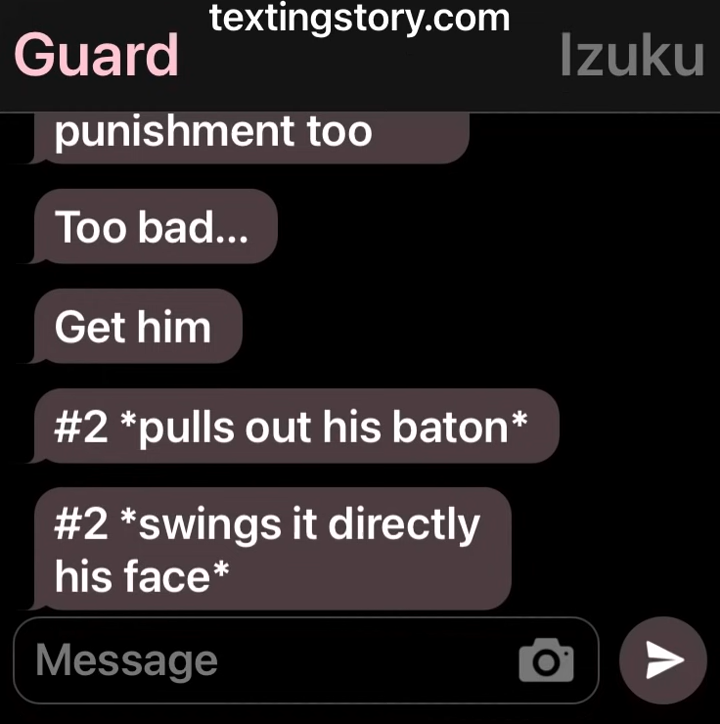 textingstory.com
Guard
Izuku
punishment too
Too bad...
Get him
#2 *pulls out his baton*
#2 *swings it directly
his face*
Message